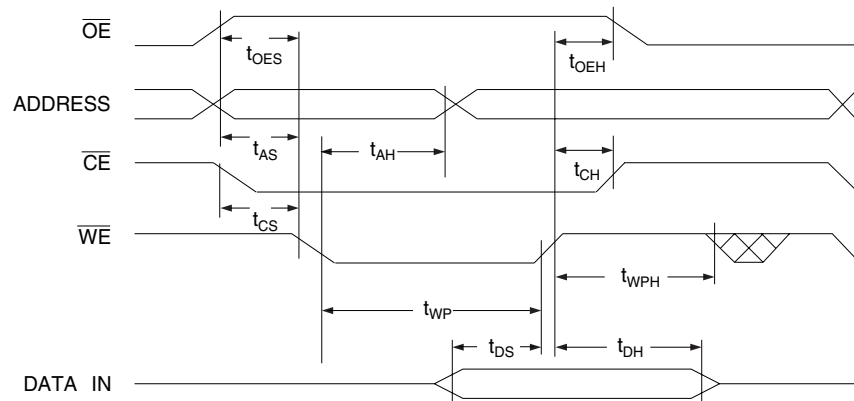 OE
tOES
tOEH
ADDRESS
tAS
tAH
CE
tCH
tCS
WE
tWPH
tWP
tDS
tDH
DATA IN